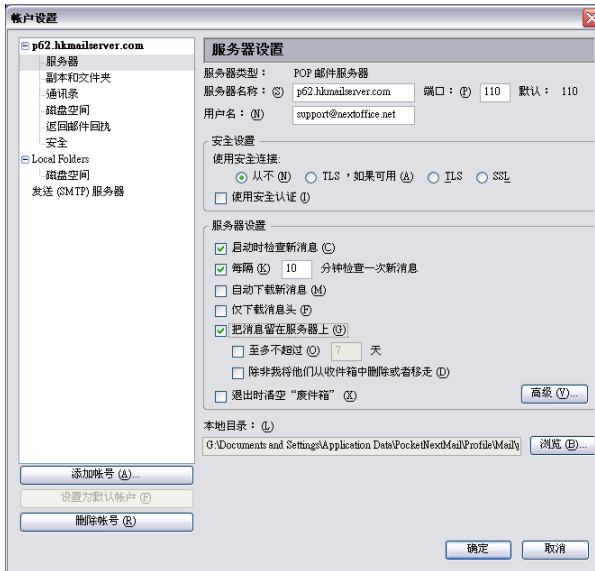 帐户设置
p62.hkmailserver.com
服务器
副本和文件夹
通讯录
磁盘空间
返回邮件回执
安全
Local Folders
磁盘空间
发送 (SMTP) 服务器
添加帐号 (A)...
设置为默认帐户 (F)
删除帐号 (R)
服务器设置
服务器类型： POP 邮件服务器
服务器名称： (S) p62.hkmailserver.com 端口： (P) 110 默认： 110
用户名： (N) support@nextoffice.net
安全设置
使用安全连接:
从不 (N) TLS ，如果可用 (A) TLS SSL
使用安全认证 (I)
服务器设置
启动时检查新消息 (C)
每隔 (K) 10 分钟检查一次新消息
自动下载新消息 (M)
仅下载消息头 (F)
把消息留在服务器上 (G)
至多不超过 (O) 7 天
除非我将他们从收件箱中删除或者移走 (D)
退出时清空 “废件箱” (X)
高级 (V)...
本地目录： (L)
G:\Documents and Settings\Application Data\PocketNextMail\Profile\Mail\
浏览 (B)...
确定 取消